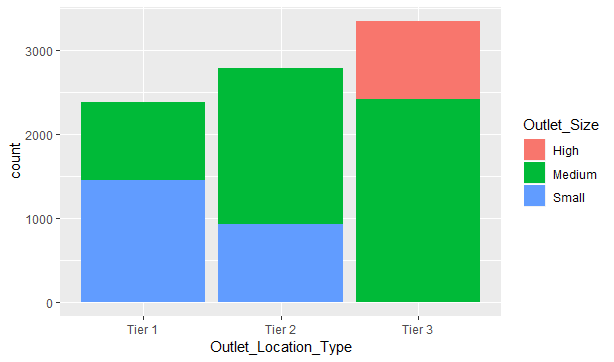 3000
2000
1000
0
count
Tier 1
Tier 2
Tier 3
Outlet_Location_Type
Outlet_Size
High
Medium
Small